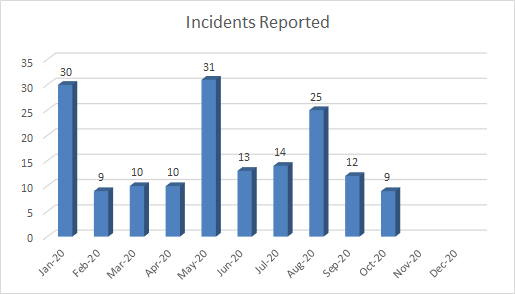 Incidents Reported
35
30
25
20
15
10
5
0
30
9
10
10
31
13
14
25
12
9
Jan-20
Feb-20
Mar-20
Apr-20
May-20
Jun-20
Jul-20
Aug-20
Sep-20
Oct-20
Nov-20
Dec-20